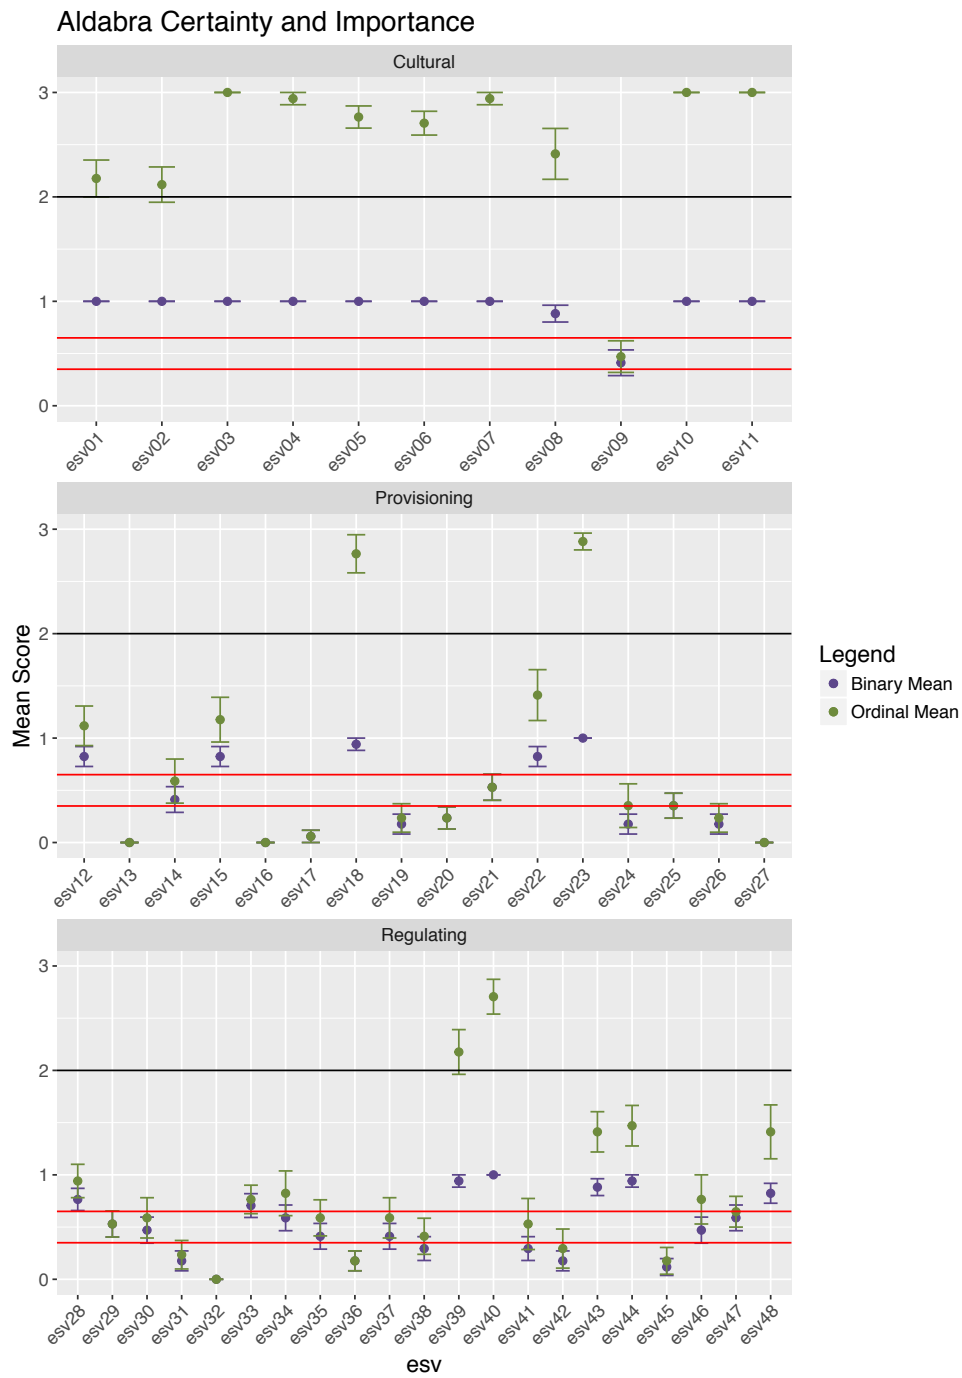 Aldabra Certainty and Importance
Cultural
3
2
1
0
esv01 esv02 esv03 esv04 esv05 esv06 esv07 esv08 esv09 esv10 esv11
Provisioning
3
2
1
0
esv12 esv13 esv14 esv15 esv16 esv17 esv18 esv19 esv20 esv21 esv22 esv23 esv24 esv25 esv26 esv27
Regulating
3
2
1
0
esv28 esv29 esv30 esv31 esv32 esv33 esv34 esv35 esv36 esv37 esv38 esv39 esv40 esv41 esv42 esv43 esv44 esv45 esv46 esv47 esv48
esv
Mean Score
Legend
Binary Mean
Ordinal Mean